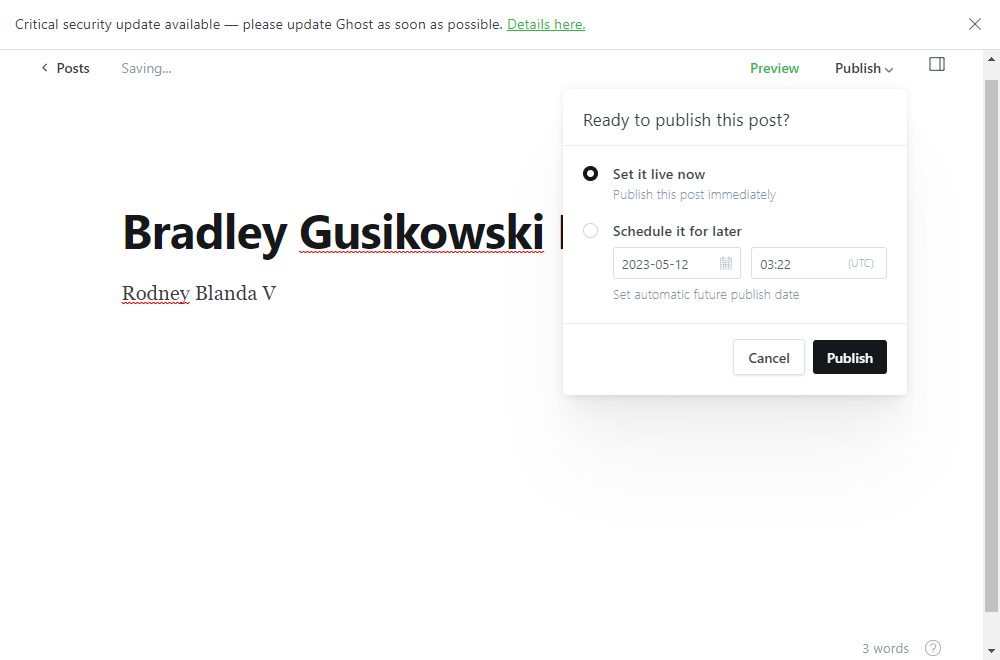 Critical security update available — please update Ghost as soon as possible. Details here.
Posts
Saving...
Preview
Publish
Ready to publish this post?
Set it live now
Publish this post immediately
Schedule it for later
2023-05-12
03:22
(UTC)
Set automatic future publish date
Cancel
Publish
Bradley Gusikowski
Rodney Blanda V
3 words
?